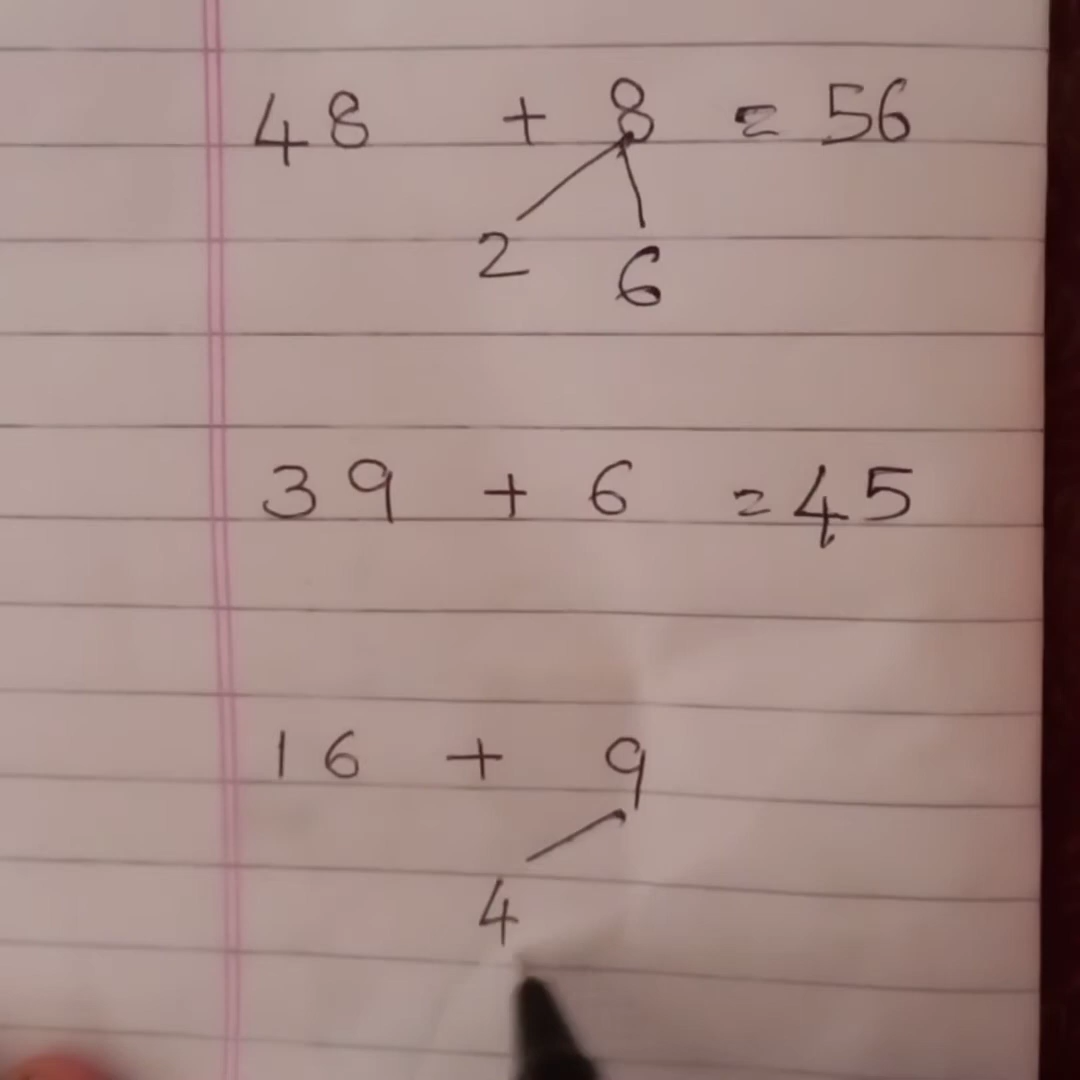 48 + 8 = 56
2 6
39 + 6 = 45
16 + 9
4